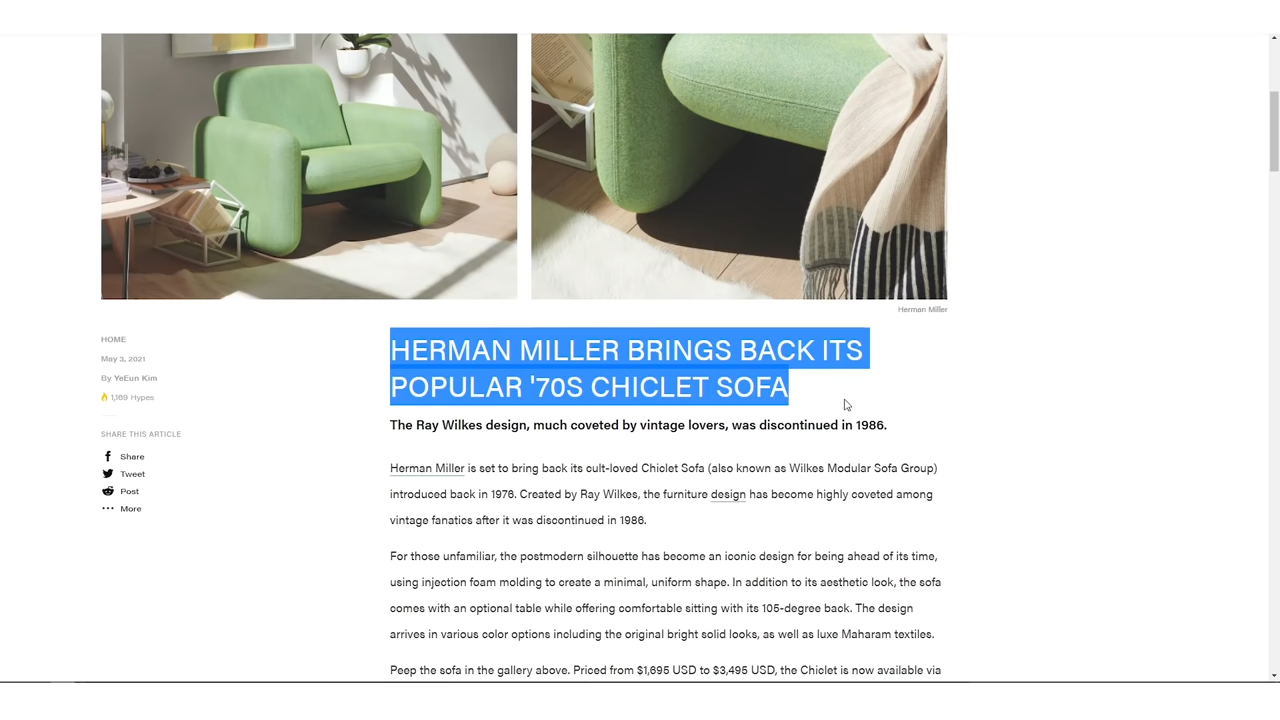 Herman Miller
HOME
May 3, 2021
By YeEun Kim
1,169 Hypes
SHARE THIS ARTICLE
Share
Tweet
Post
More
HERMAN MILLER BRINGS BACK ITS
POPULAR '70S CHICLET SOFA
The Ray Wilkes design, much coveted by vintage lovers, was discontinued in 1986.
Herman Miller is set to bring back its cult-loved Chiclet Sofa (also known as Wilkes Modular Sofa Group)
introduced back in 1976. Created by Ray Wilkes, the furniture design has become highly coveted among
vintage fanatics after it was discontinued in 1986.
For those unfamiliar, the postmodern silhouette has become an iconic design for being ahead of its time,
using injection foam molding to create a minimal, uniform shape. In addition to its aesthetic look, the sofa
comes with an optional table while offering comfortable sitting with its 105-degree back. The design
arrives in various color options including the original bright solid looks, as well as luxe Maharam textiles.
Peep the sofa in the gallery above. Priced from $1,695 USD to $3,495 USD, the Chiclet is now available via